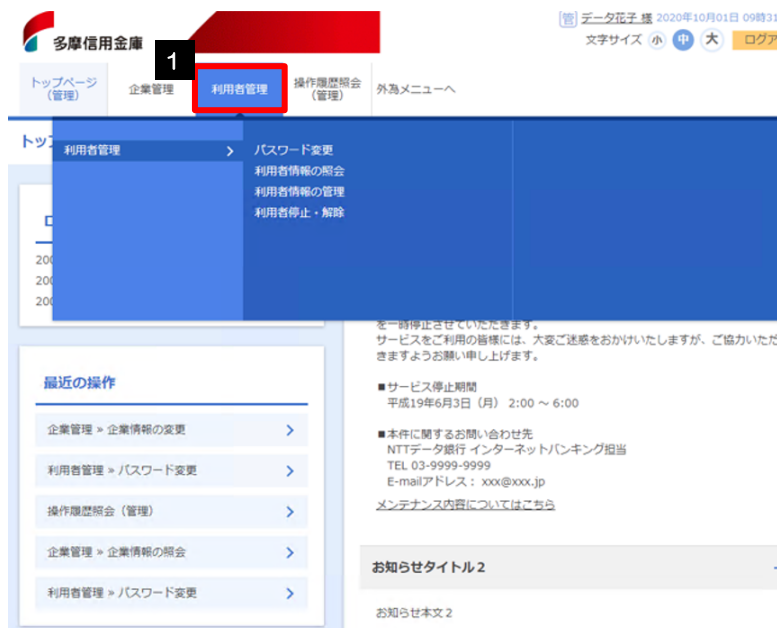 [管] データ花子 様 2020年10月01日 09時31
多摩信用金庫
文字サイズ 小 中 大 ログア
1
トップページ
（管理）
企業管理
利用者管理
操作履歴照会
（管理）
外為メニューへ
トップ
利用者管理
パスワード変更
利用者情報の照会
利用者情報の管理
利用者停止・解除
200
200
200
を一時停止させていただきます。
サービスをご利用の皆様には、大変ご迷惑をおかけいたしますが、ご協力いただ
きますようお願い申し上げます。
■サービス停止期間
平成19年6月3日（月） 2:00 ～ 6:00
■本件に関するお問い合わせ先
NTTデータ銀行 インターネットバンキング担当
TEL 03-9999-9999
E-mailアドレス： xxx@xxx.jp
メンテナンス内容についてはこちら
最近の操作
企業管理 » 企業情報の変更
利用者管理 » パスワード変更
操作履歴照会（管理）
企業管理 » 企業情報の照会
利用者管理 » パスワード変更
お知らせタイトル２
お知らせ本文２